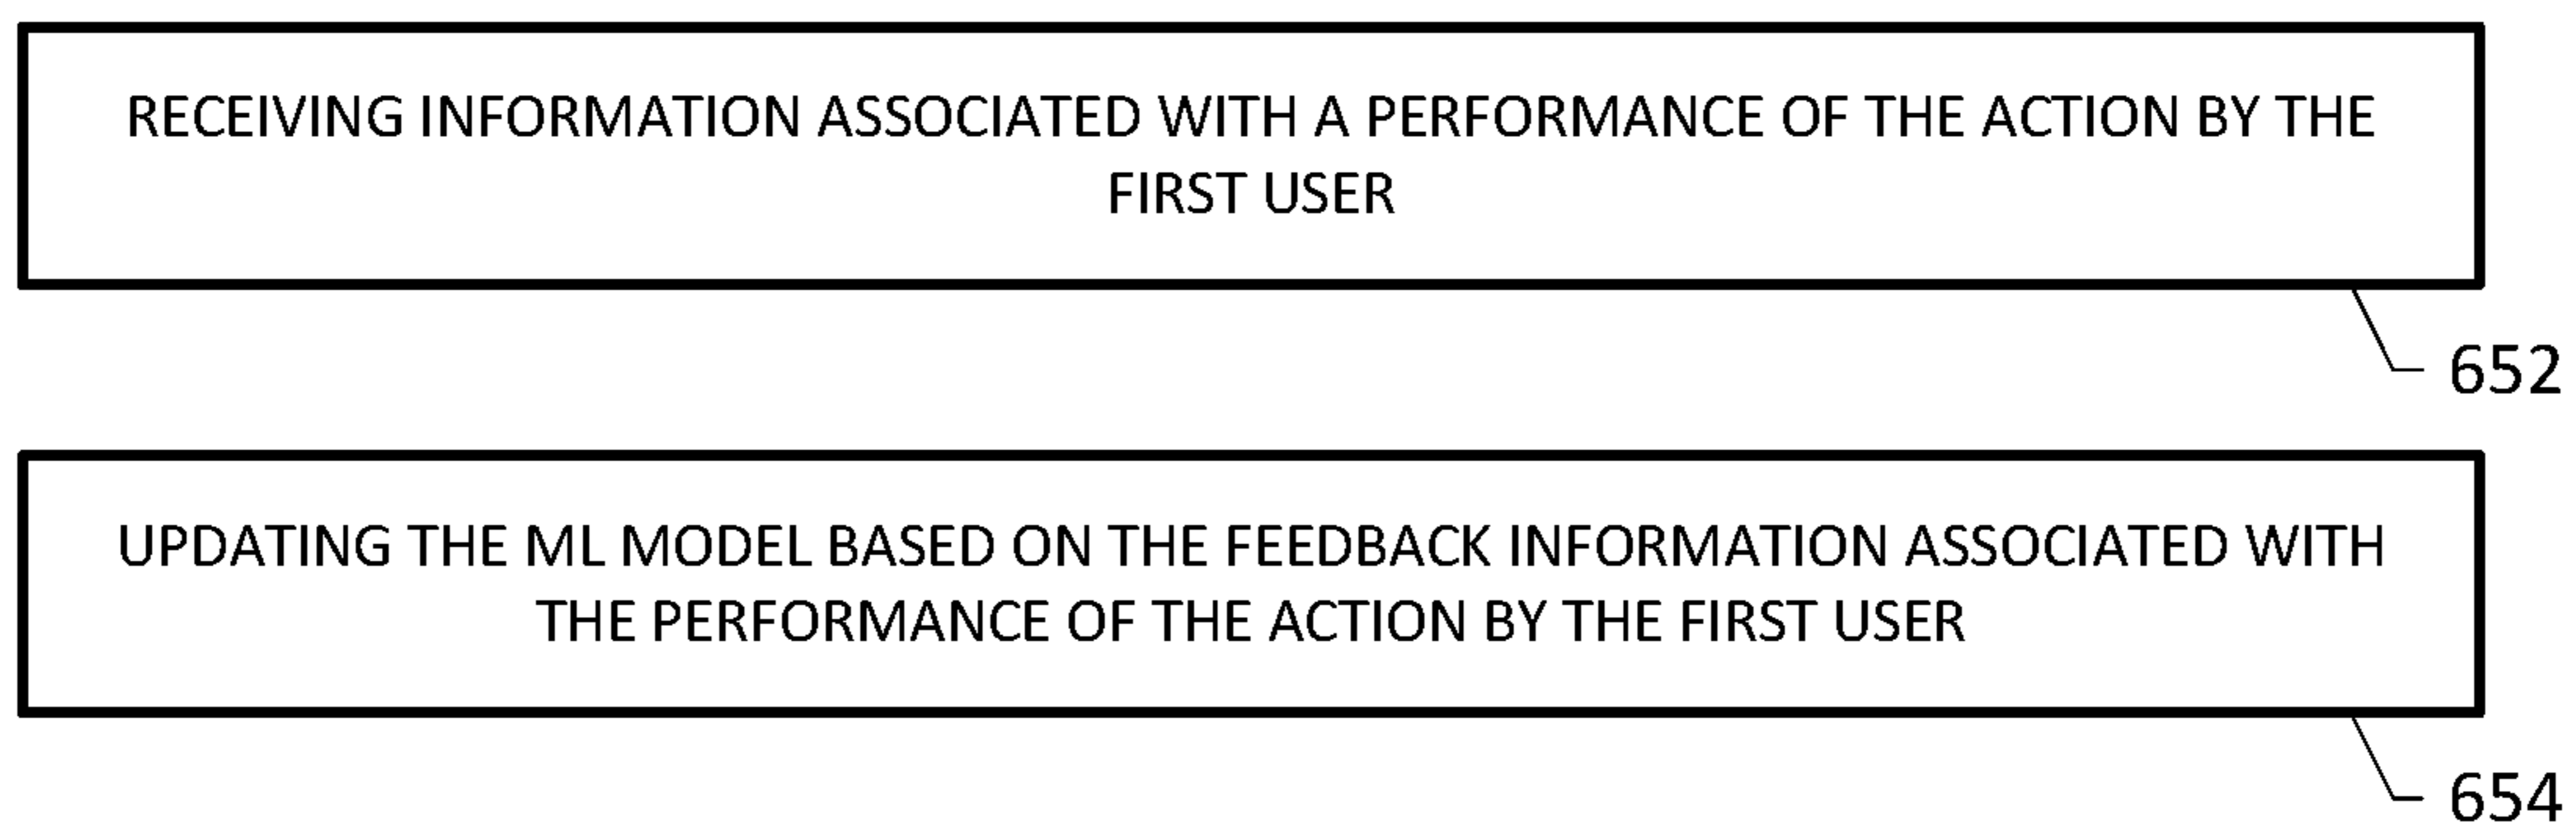 RECEIVING INFORMATION ASSOCIATED WITH A PERFORMANCE OF THE ACTION BY THE
FIRST USER
652
UPDATING THE ML MODEL BASED ON THE FEEDBACK INFORMATION ASSOCIATED WITH
THE PERFORMANCE OF THE ACTION BY THE FIRST USER
654